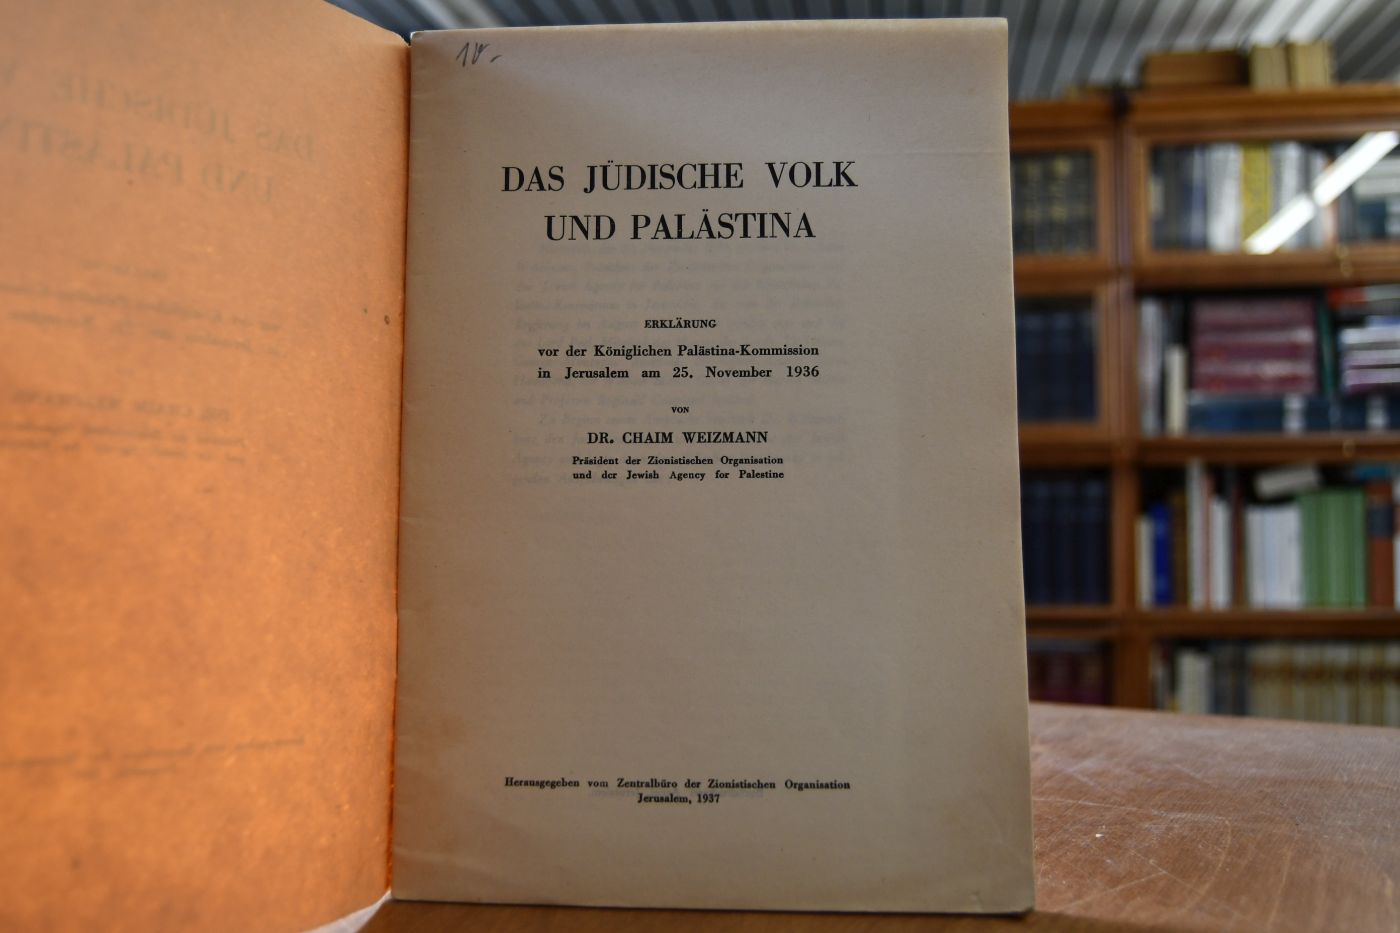 10.-
DAS JÜDISCHE VOLK
UND PALÄSTINA
ERKLÄRUNG
vor der Königlichen Palästina-Kommission
in Jerusalem am 25. November 1936
VON
DR. CHAIM WEIZMANN
Präsident der Zionistischen Organisation
und der Jewish Agency for Palestine
Herausgegeben vom Zentralbüro der Zionistischen Organisation
Jerusalem, 1937